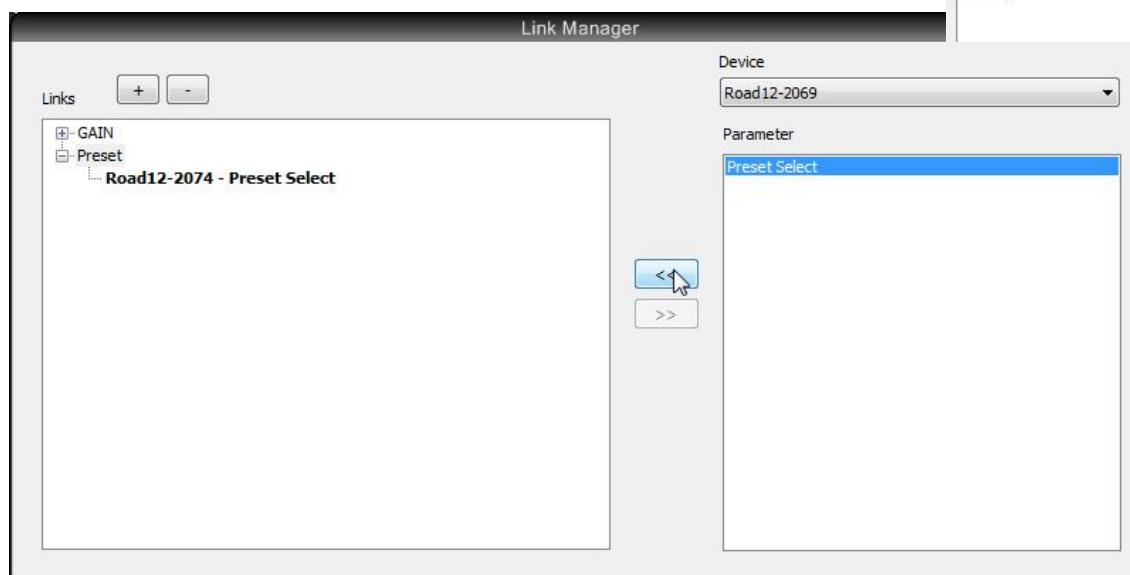 Link Manager
Device
Links
+
-
Road12-2069
GAIN
Preset
Road12-2074 - Preset Select
Parameter
Preset Select
<<
>>